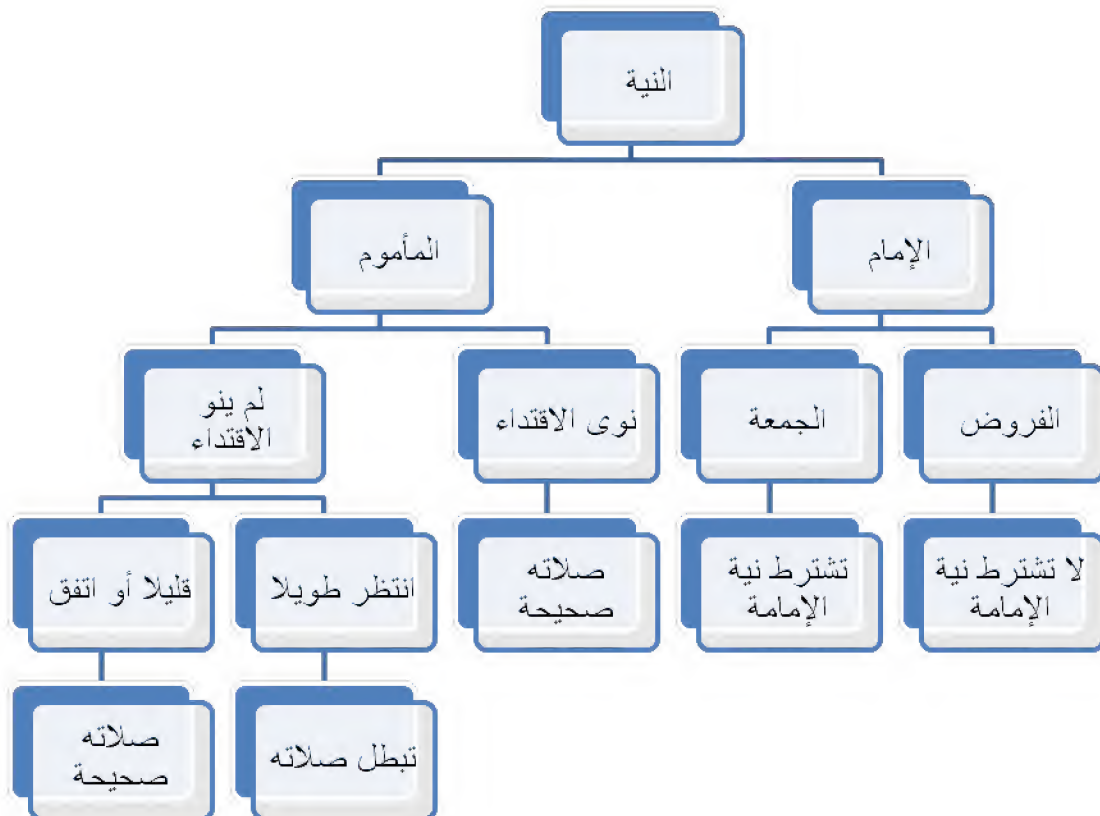 النية
الإمام
المأموم
الفروض
الجمعة
نوى الاقتداء
لم ينو
الاقتداء
لا تشترط نية
الإمامة
تشترط نية
الإمامة
صلاته
صحيحة
انتظر طويلا
قليلا أو اتفق
تبطل صلاته
صلاته
صحيحة